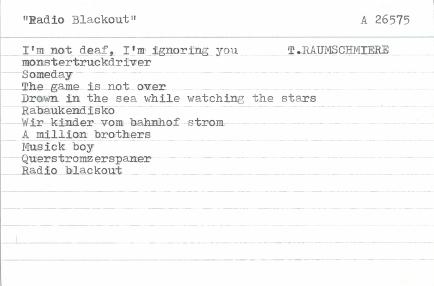 "Radio Blackout" A 26575
I'm not deaf, I'm ignoring you T.RAUMSCHMIERE
monstertruckdriver
Someday
The game is not over
Drown in the sea while watching the stars
Rabaukendisko
Wir kinder vom bahnhof strom
A million brothers
Musick boy
Querstromzerspaner
Radio blackout